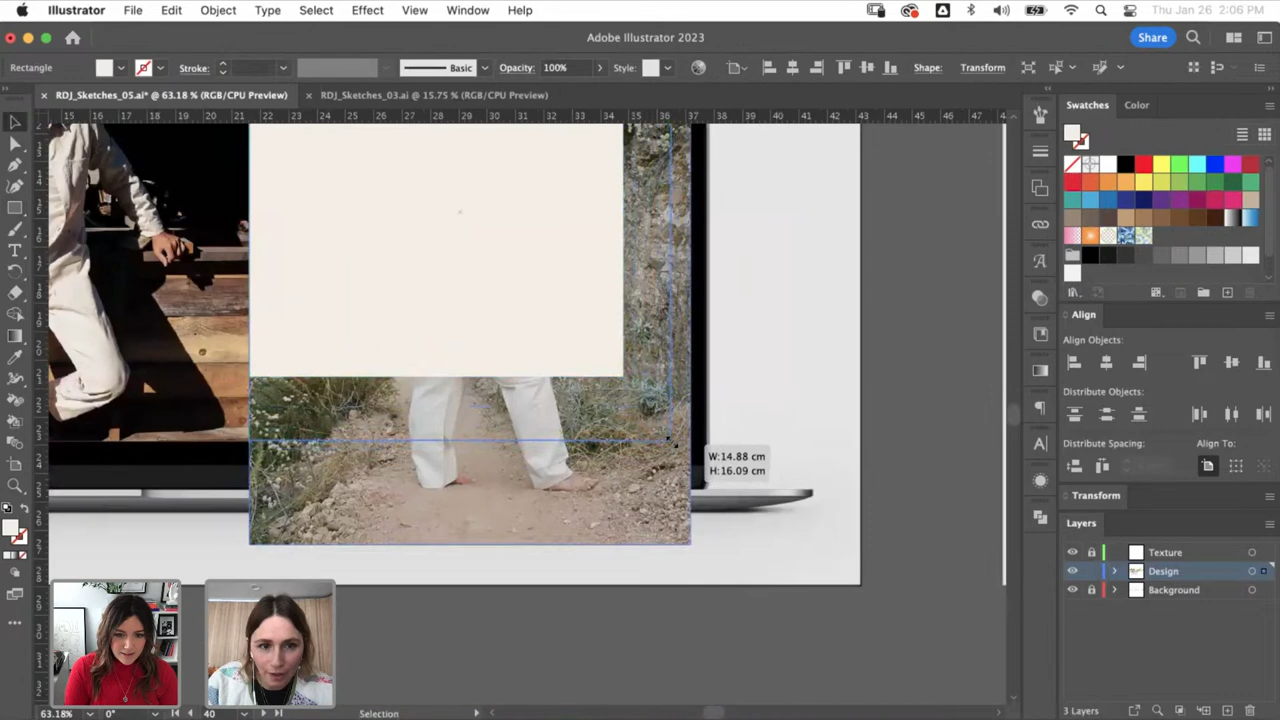 Illustrator File Edit Object Type Select Effect View Window Help Thu Jan 26 2:06 PM
Adobe Illustrator 2023 Share
Rectangle Stroke: Basic Opacity: 100% Style: Shape: Transform
RDJ_Sketches_05.ai* @ 63.18 % (RGB/CPU Preview) RDJ_Sketches_03.ai @ 15.75 % (RGB/CPU Preview)
15 16 17 18 19 20 21 22 23 24 25 26 27 28 29 30 31 32 33 34 35 36 37 38 39 40 41 42 43 44 45 46 47 4
Swatches Color
Align
Align Objects:
Distribute Objects:
Distribute Spacing: Align To:
W:14.88 cm
H:16.09 cm
Transform
Layers
Texture
Design
Background
63.18% 0° 40 Selection 3 Layers